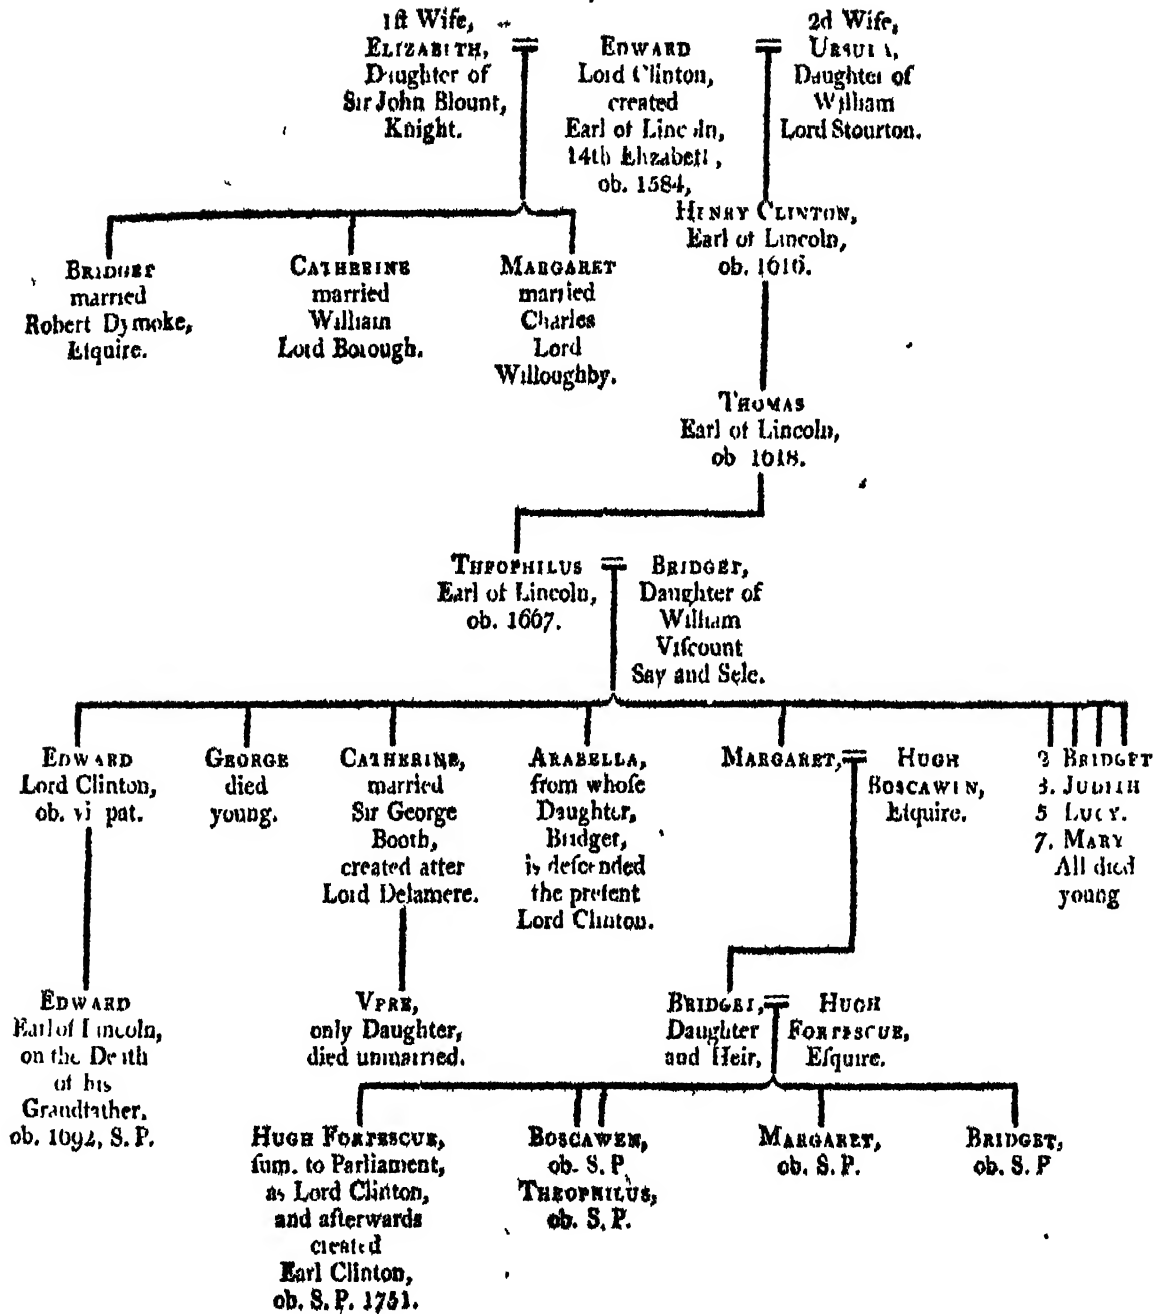 1ſt Wife,
ELIZABETH,
Daughter of
Sir John Blount,
Knight.
EDWARD
Lord Clinton,
created
Earl of Lincoln,
14th Elizabeth,
ob. 1584,
2d Wife,
URSULA,
Daughter of
William
Lord Stourton.
BRIDGET
married
Robert Dymoke,
Eſquire.
CATHERINE
married
William
Lord Borough.
MARGARET
married
Charles
Lord
Willoughby.
HENRY CLINTON,
Earl of Lincoln,
ob. 1616.
THOMAS
Earl of Lincoln,
ob 1618.
THEOPHILUS
Earl of Lincoln,
ob. 1667.
BRIDGET,
Daughter of
William
Viſcount
Say and Sele.
EDWARD
Lord Clinton,
ob. vi pat.
GEORGE
died
young.
CATHERINE,
married
Sir George
Booth,
created after
Lord Delamere.
ARABELLA,
from whoſe
Daughter,
Bridget,
is deſcended
the preſent
Lord Clinton.
MARGARET,
HUGH
BOSCAWEN,
Eſquire.
2 BRIDGET
3. JUDITH
5 LUCY.
7. MARY
All died
young
EDWARD
Earl of Lincoln,
on the Death
of his
Grandfather.
ob. 1692, S. P.
VERE,
only Daughter,
died unmarried.
BRIDGET,
Daughter
and Heir,
HUGH
FORTESCUE,
Eſquire.
HUGH FORTESCUE,
ſum. to Parliament,
as Lord Clinton,
and afterwards
created
Earl Clinton,
ob. S. P. 1751.
BOSCAWEN,
ob. S. P.
THEOPHILUS,
ob. S. P.
MARGARET,
ob. S. P.
BRIDGET,
ob. S. P